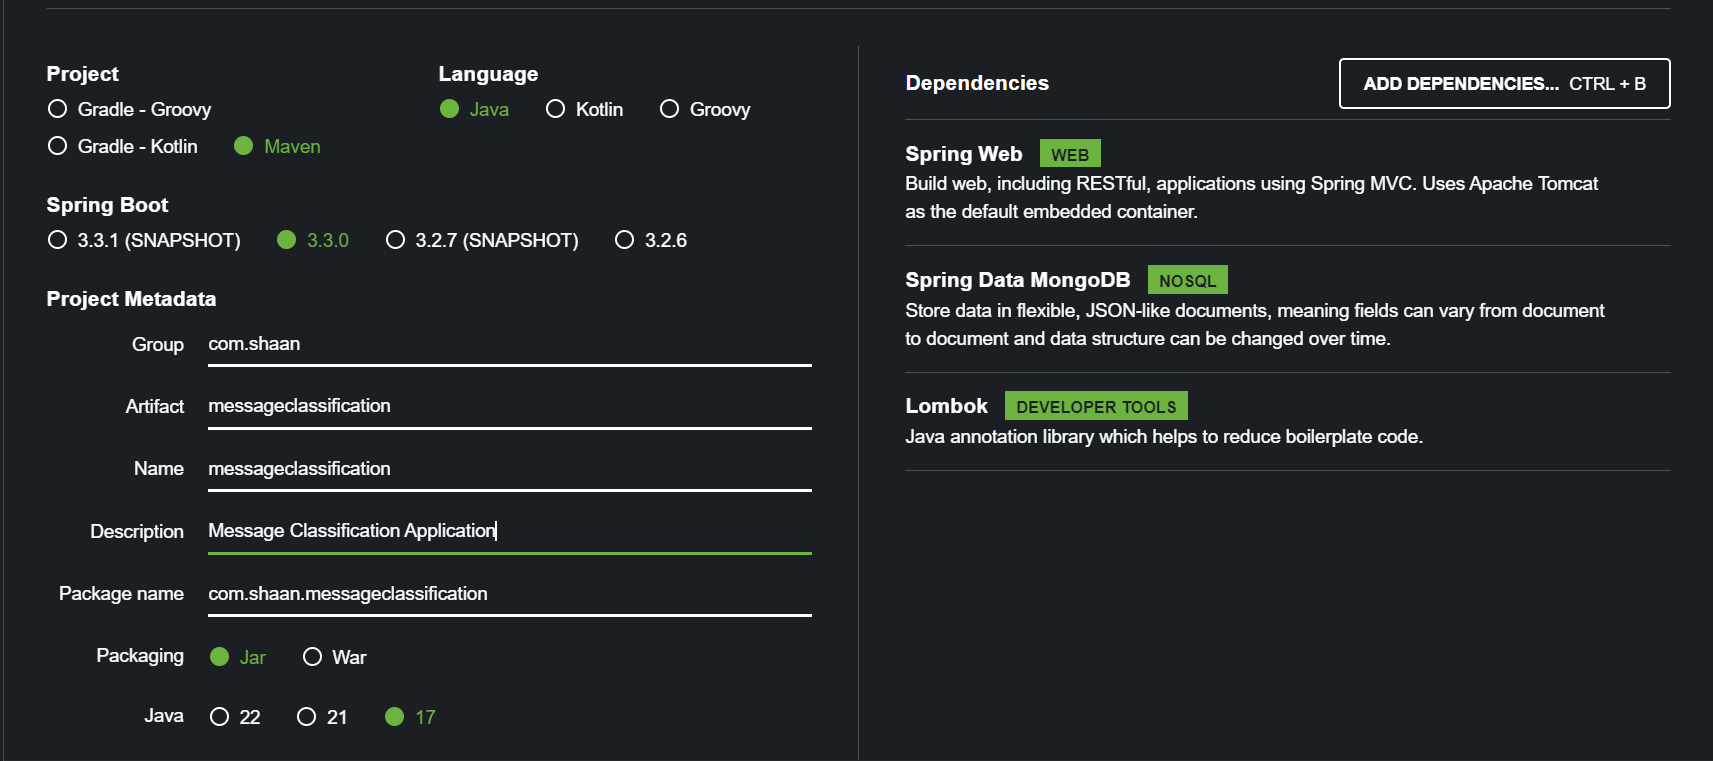 Project
Gradle - Groovy
Gradle - Kotlin Maven
Language
Java Kotlin Groovy
Spring Boot
3.3.1 (SNAPSHOT) 3.3.0 3.2.7 (SNAPSHOT) 3.2.6
Project Metadata
Group com.shaan
Artifact messageclassification
Name messageclassification
Description Message Classification Application
Package name com.shaan.messageclassification
Packaging Jar War
Java 22 21 17
Dependencies ADD DEPENDENCIES... CTRL + B
Spring Web WEB
Build web, including RESTful, applications using Spring MVC. Uses Apache Tomcat
as the default embedded container.
Spring Data MongoDB NOSQL
Store data in flexible, JSON-like documents, meaning fields can vary from document
to document and data structure can be changed over time.
Lombok DEVELOPER TOOLS
Java annotation library which helps to reduce boilerplate code.